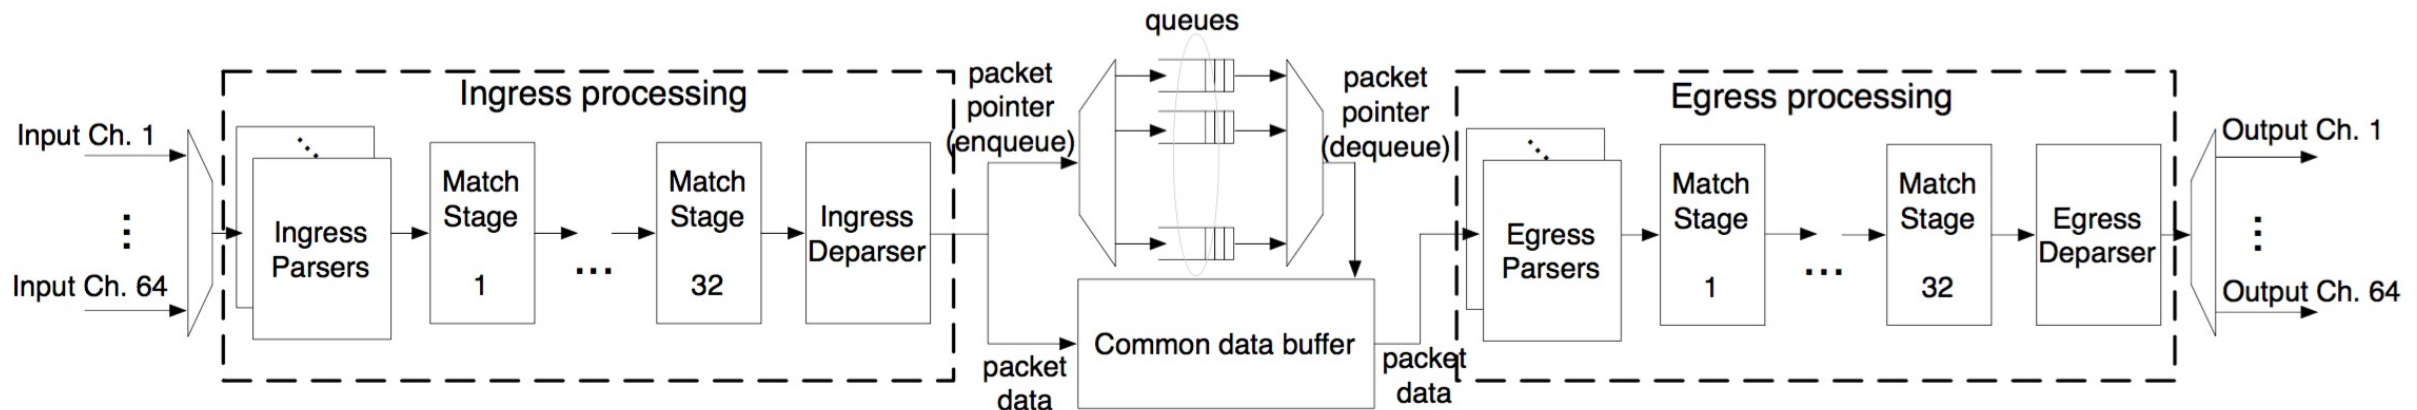 queues
Ingress processing
packet
pointer
(enqueue)
packet
pointer
(dequeue)
Egress processing
Input Ch. 1
⋮
Input Ch. 64
Ingress
Parsers
Match
Stage
1
...
Match
Stage
32
Ingress
Deparser
packet
data
Common data buffer
packet
data
Egress
Parsers
Match
Stage
1
...
Match
Stage
32
Egress
Deparser
Output Ch. 1
⋮
Output Ch. 64